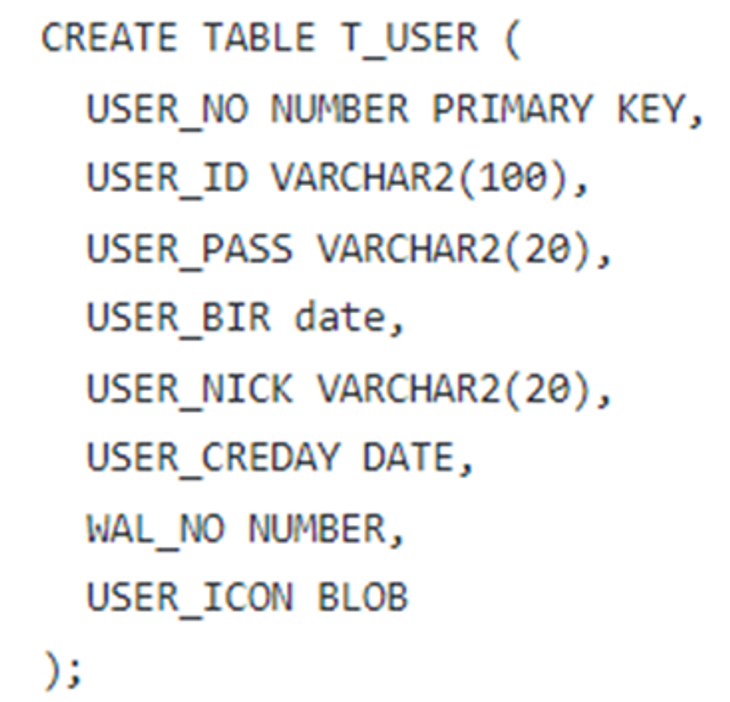 CREATE TABLE T_USER (
USER_NO NUMBER PRIMARY KEY,
USER_ID VARCHAR2(100),
USER_PASS VARCHAR2(20),
USER_BIR date,
USER_NICK VARCHAR2(20),
USER_CREDAY DATE,
WAL_NO NUMBER,
USER_ICON BLOB
);